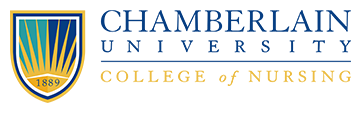 CHAMBERLAIN
UNIVERSITY
COLLEGE of NURSING
1889